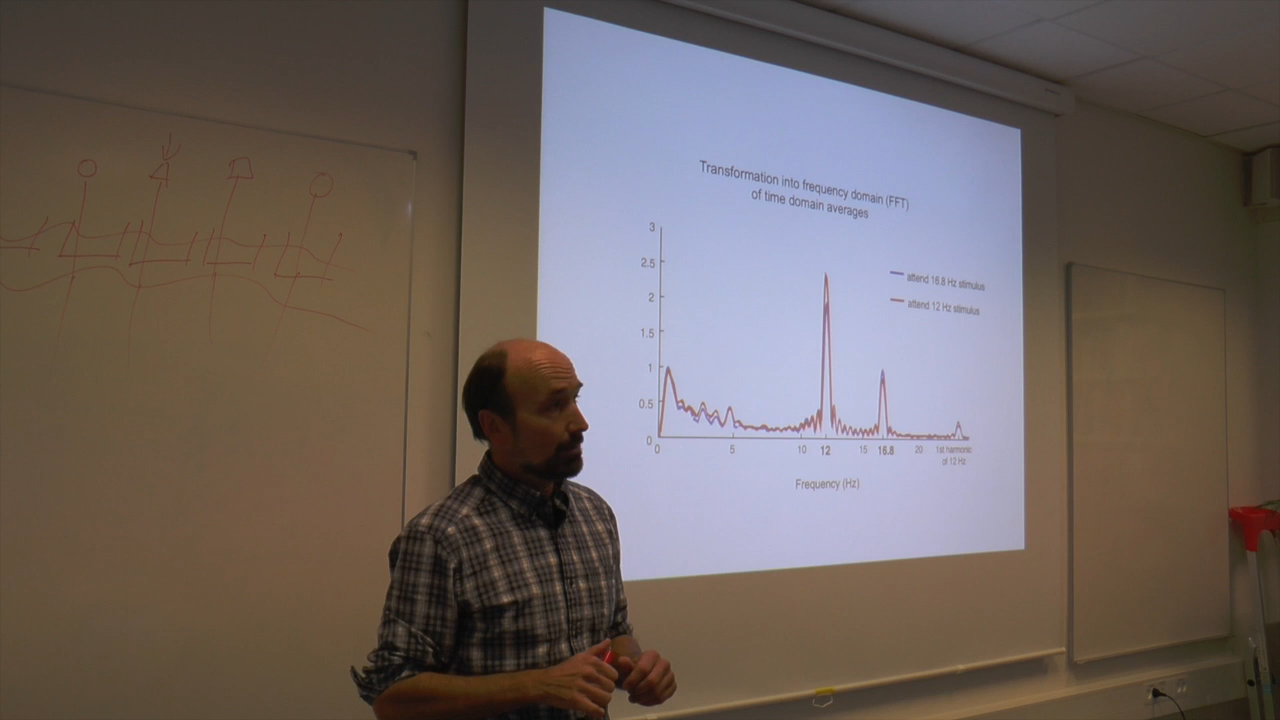 Transformation into frequency domain (FFT)
of time domain averages
3
2.5
2
1.5
1
0.5
0
attend 16.8 Hz stimulus
attend 12 Hz stimulus
0 5 10 12 15 16.8 20 1st harmonic
of 12 Hz
Frequency (Hz)